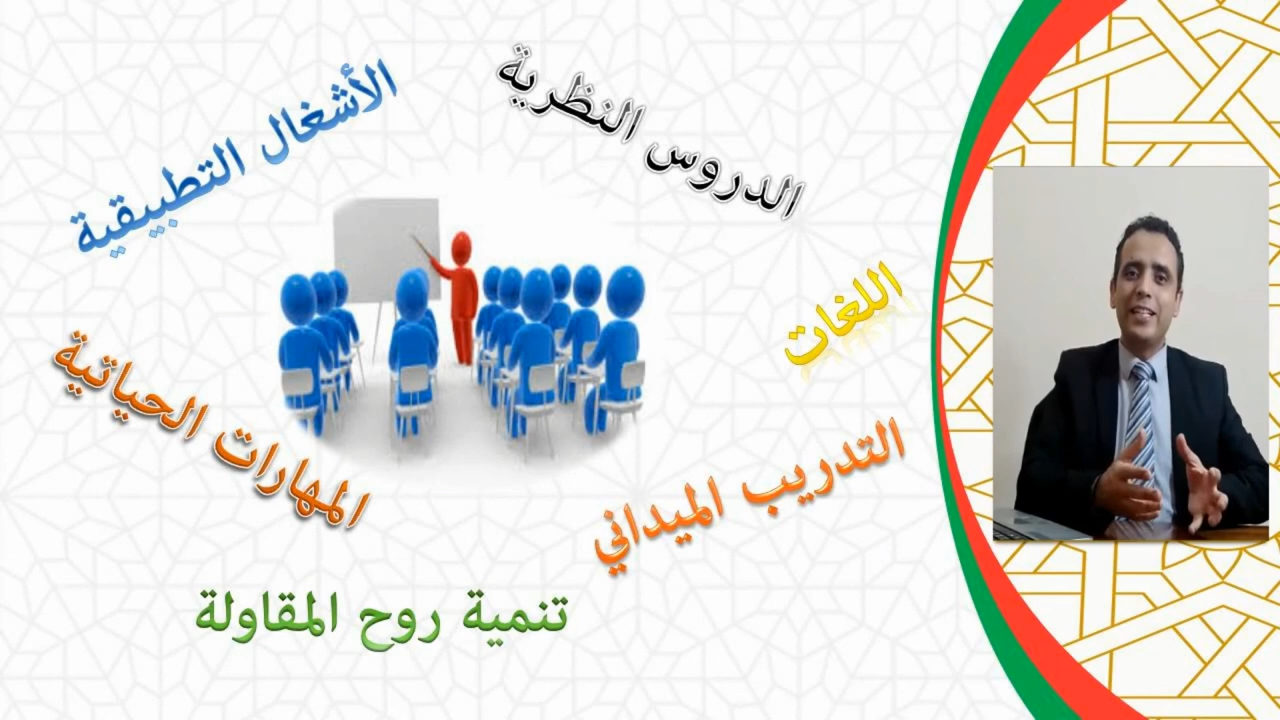 الدروس النظرية
الأشغال التطبيقية
اللغات
المهارات الحياتية
التدريب الميداني
تنمية روح المقاولة